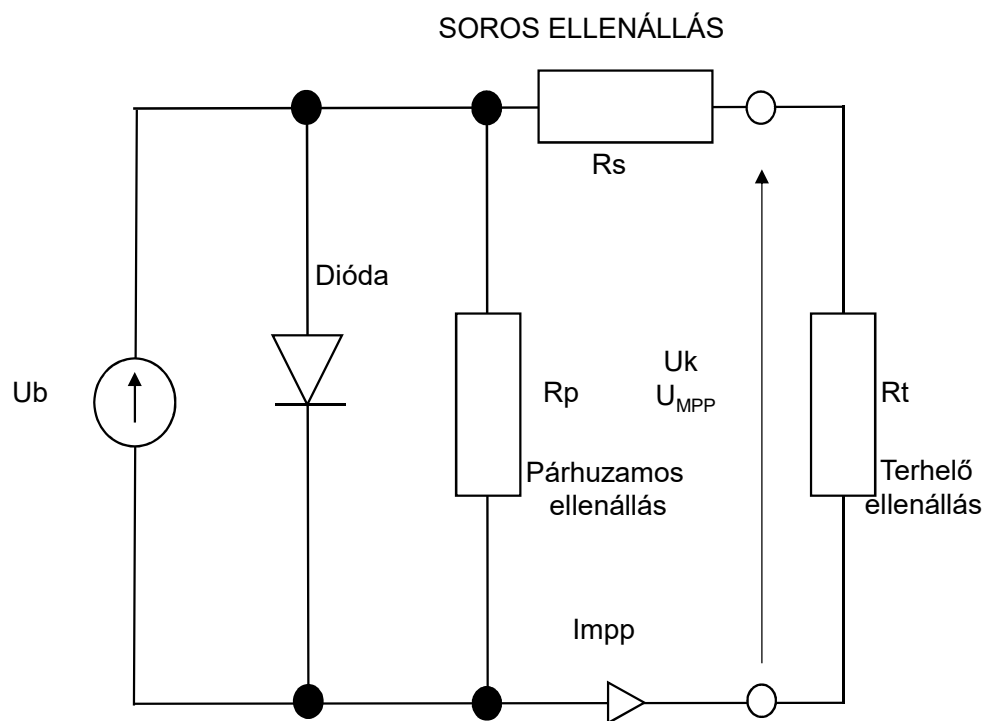 SOROS ELLENÁLLÁS
Rs
Dióda
Ub
Rp
Uk
UMPP
Rt
Párhuzamos
ellenállás
Terhelő
ellenállás
Impp